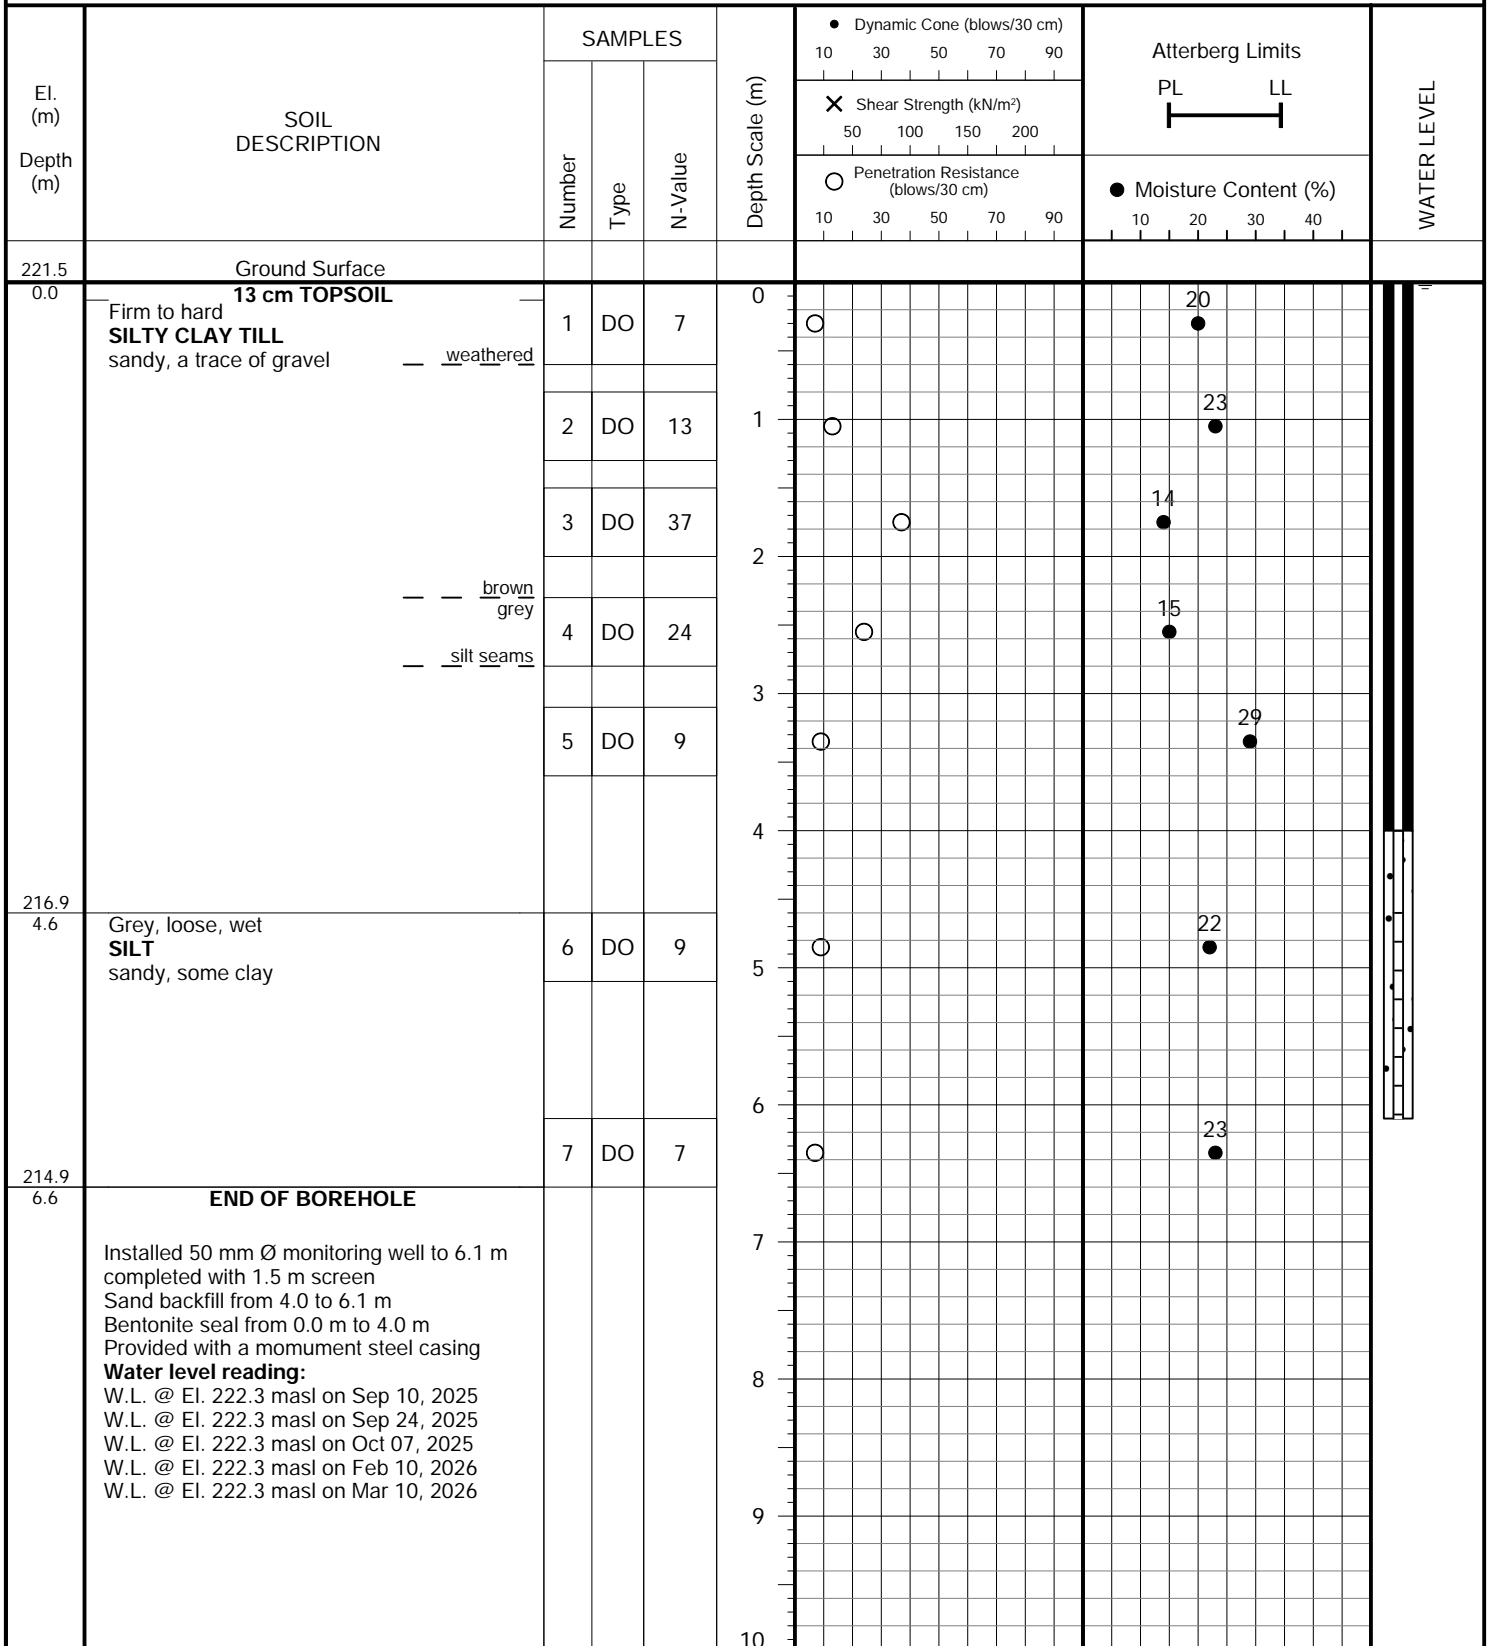 El.
(m)
Depth
(m)
SOIL
DESCRIPTION
SAMPLES
Number
Type
N-Value
Depth Scale (m)
● Dynamic Cone (blows/30 cm)
10 30 50 70 90
✕ Shear Strength (kN/m²)
50 100 150 200
○ Penetration Resistance
(blows/30 cm)
10 30 50 70 90
Atterberg Limits
PL LL
● Moisture Content (%)
10 20 30 40
WATER LEVEL
221.5 Ground Surface
0.0 13 cm TOPSOIL 0
Firm to hard
SILTY CLAY TILL
sandy, a trace of gravel
weathered
1 DO 7 20
2 DO 13 1 23
3 DO 37 14
2
brown
grey
4 DO 24 15
silt seams
3
5 DO 9 29
4
216.9
4.6 Grey, loose, wet
SILT
sandy, some clay
6 DO 9 22
5
6
7 DO 7 23
214.9
6.6 END OF BOREHOLE
7
Installed 50 mm Ø monitoring well to 6.1 m
completed with 1.5 m screen
Sand backfill from 4.0 to 6.1 m
Bentonite seal from 0.0 m to 4.0 m
Provided with a momument steel casing
Water level reading:
8
W.L. @ El. 222.3 masl on Sep 10, 2025
W.L. @ El. 222.3 masl on Sep 24, 2025
W.L. @ El. 222.3 masl on Oct 07, 2025
W.L. @ El. 222.3 masl on Feb 10, 2026
W.L. @ El. 222.3 masl on Mar 10, 2026
9
10